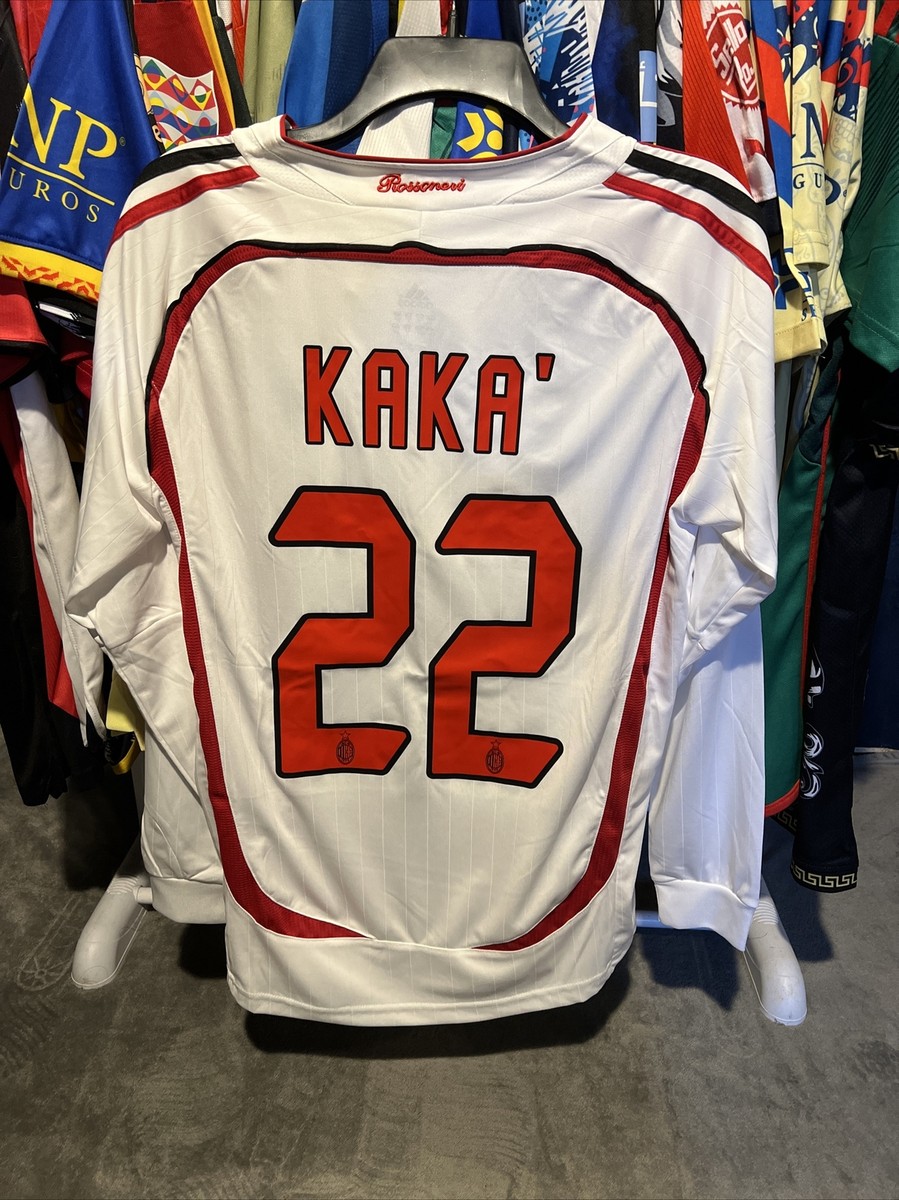 NP
UROS
Rossoneri
KAKA'
22